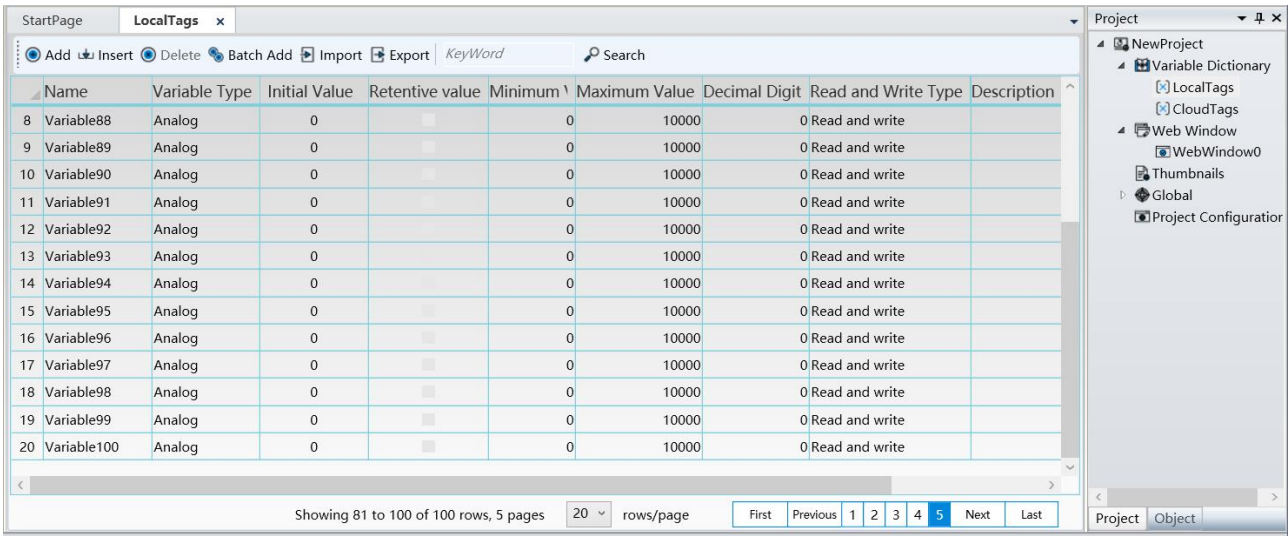 StartPage LocalTags x
Add Insert Delete Batch Add Import Export KeyWord Search
Name Variable Type Initial Value Retentive value Minimum V Maximum Value Decimal Digit Read and Write Type Description
8 Variable88 Analog 0 0 10000 0 Read and write
9 Variable89 Analog 0 0 10000 0 Read and write
10 Variable90 Analog 0 0 10000 0 Read and write
11 Variable91 Analog 0 0 10000 0 Read and write
12 Variable92 Analog 0 0 10000 0 Read and write
13 Variable93 Analog 0 0 10000 0 Read and write
14 Variable94 Analog 0 0 10000 0 Read and write
15 Variable95 Analog 0 0 10000 0 Read and write
16 Variable96 Analog 0 0 10000 0 Read and write
17 Variable97 Analog 0 0 10000 0 Read and write
18 Variable98 Analog 0 0 10000 0 Read and write
19 Variable99 Analog 0 0 10000 0 Read and write
20 Variable100 Analog 0 0 10000 0 Read and write
Showing 81 to 100 of 100 rows, 5 pages 20 rows/page First Previous 1 2 3 4 5 Next Last
Project
NewProject
Variable Dictionary
LocalTags
CloudTags
Web Window
WebWindow0
Thumbnails
Global
Project Configuration
Project Object